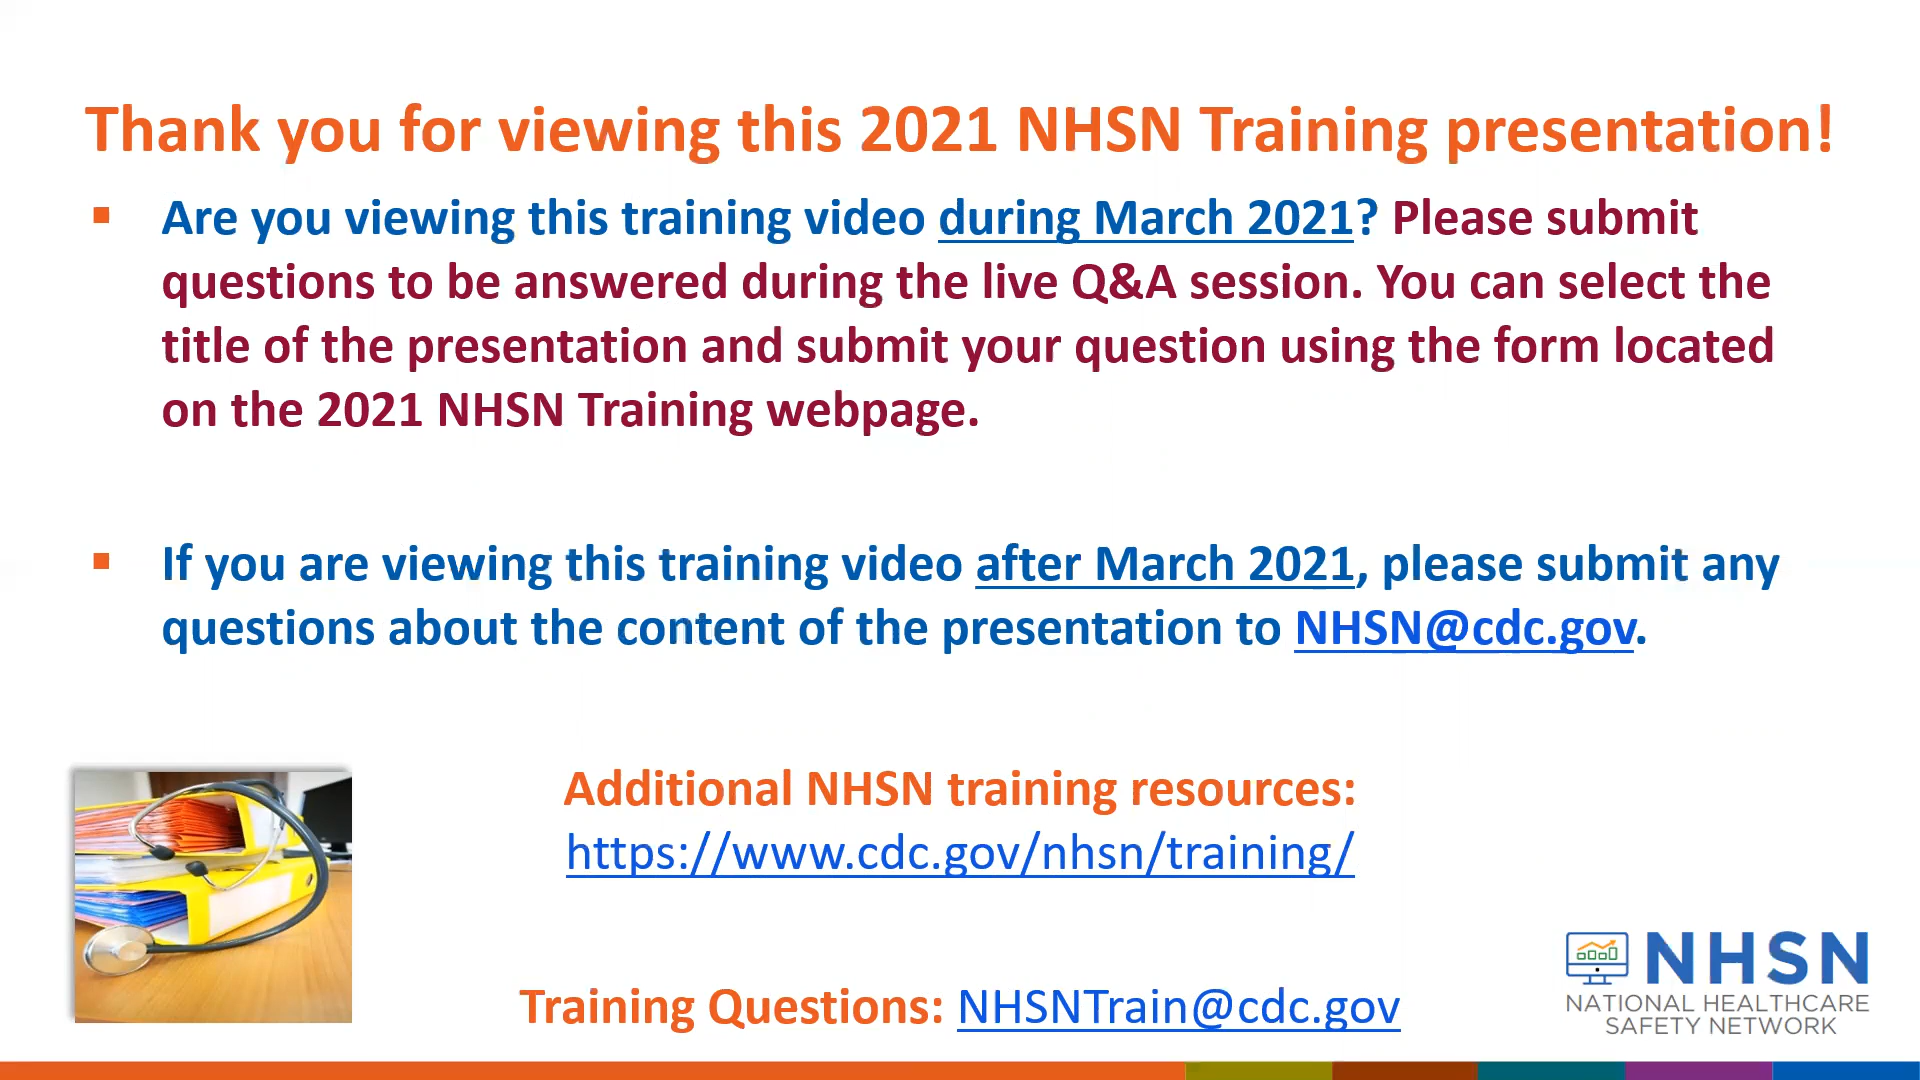 Thank you for viewing this 2021 NHSN Training presentation!
Are you viewing this training video during March 2021? Please submit
questions to be answered during the live Q&A session. You can select the
title of the presentation and submit your question using the form located
on the 2021 NHSN Training webpage.
If you are viewing this training video after March 2021, please submit any
questions about the content of the presentation to NHSN@cdc.gov.
Additional NHSN training resources:
https://www.cdc.gov/nhsn/training/
Training Questions: NHSNTrain@cdc.gov
NHSN
NATIONAL HEALTHCARE
SAFETY NETWORK